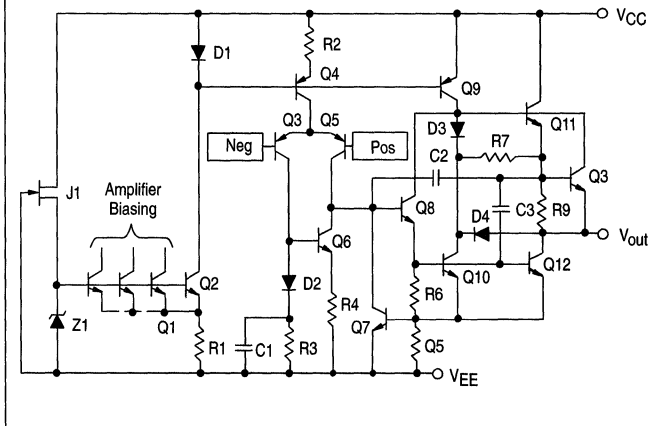 VCC
R2
D1
Q4
Q9
Q3
Q5
D3
Q11
R7
Neg
Pos
C2
Q3
J1
Amplifier
Biasing
Q8
C3
R9
D4
Vout
Q6
Q2
D2
Q10
Q12
R6
R4
Z1
Q1
Q7
R1
C1
R3
Q5
VEE